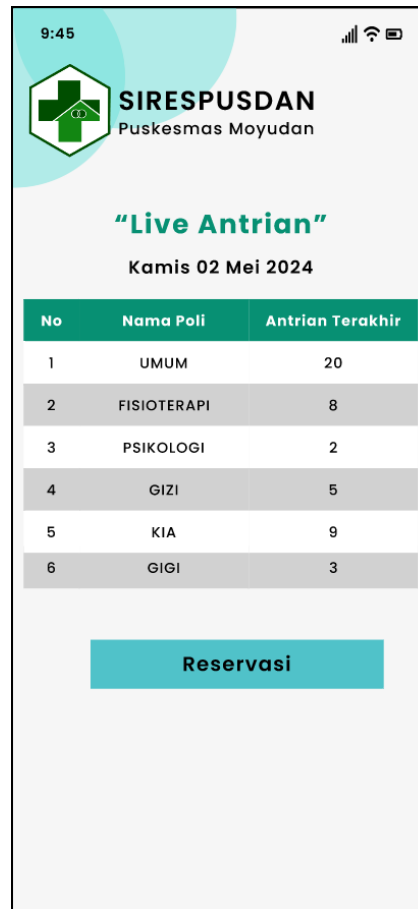 9:45
SIRESPUSDAN
Puskesmas Moyudan
“Live Antrian”
Kamis 02 Mei 2024
No Nama Poli Antrian Terakhir
1 UMUM 20
2 FISIOTERAPI 8
3 PSIKOLOGI 2
4 GIZI 5
5 KIA 9
6 GIGI 3
Reservasi